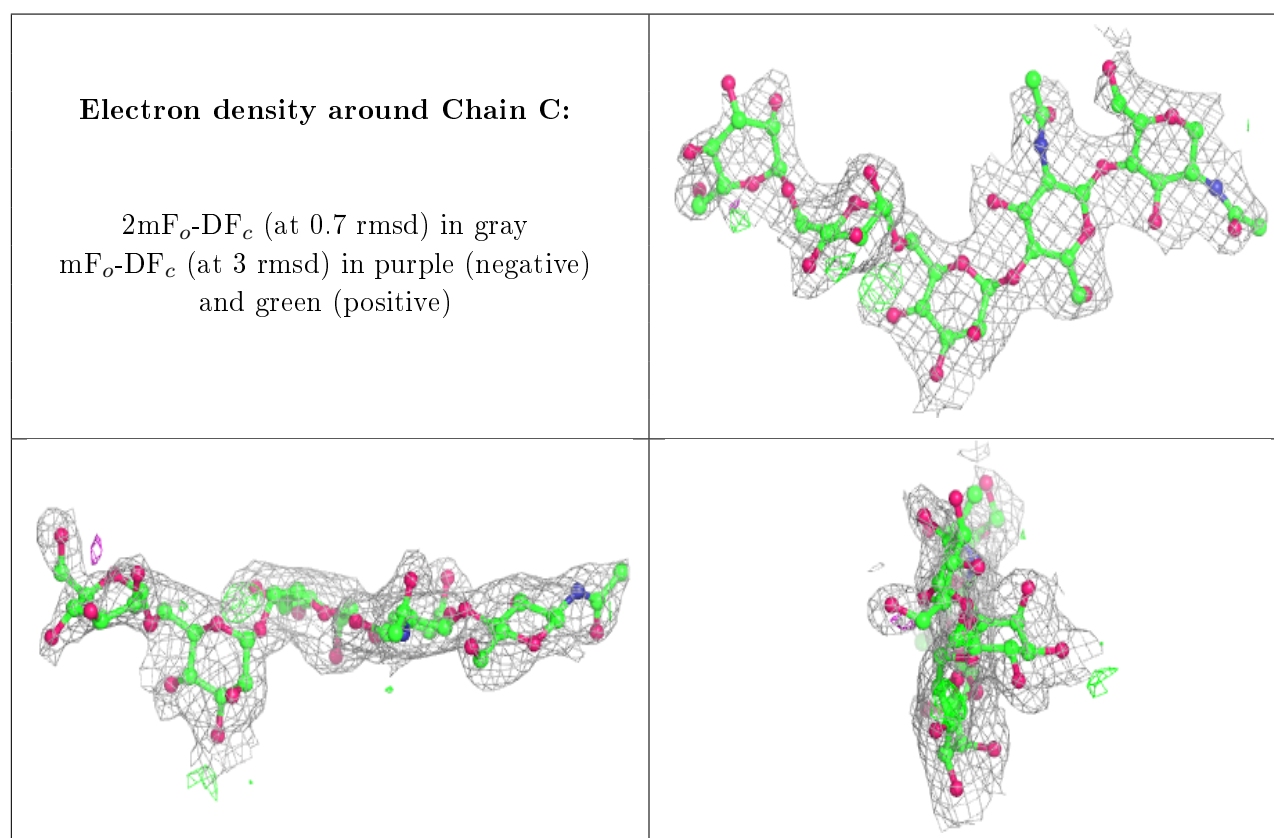 Electron density around Chain C:
2mFₒ-DF𝒸 (at 0.7 rmsd) in gray
mFₒ-DF𝒸 (at 3 rmsd) in purple (negative)
and green (positive)